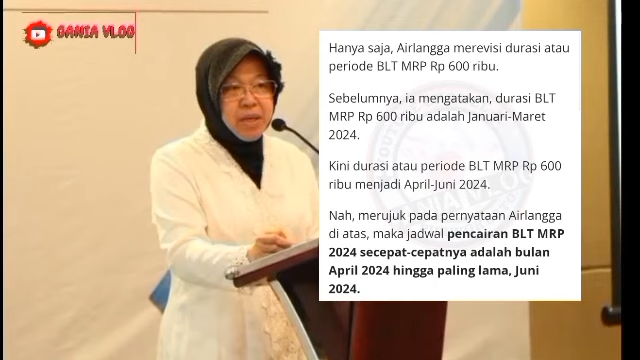 GANIA VLOG
Hanya saja, Airlangga merevisi durasi atau
periode BLT MRP Rp 600 ribu.
Sebelumnya, ia mengatakan, durasi BLT
MRP Rp 600 ribu adalah Januari-Maret
2024.
Kini durasi atau periode BLT MRP Rp 600
ribu menjadi April-Juni 2024.
Nah, merujuk pada pernyataan Airlangga
di atas, maka jadwal pencairan BLT MRP
2024 secepat-cepatnya adalah bulan
April 2024 hingga paling lama, Juni
2024.